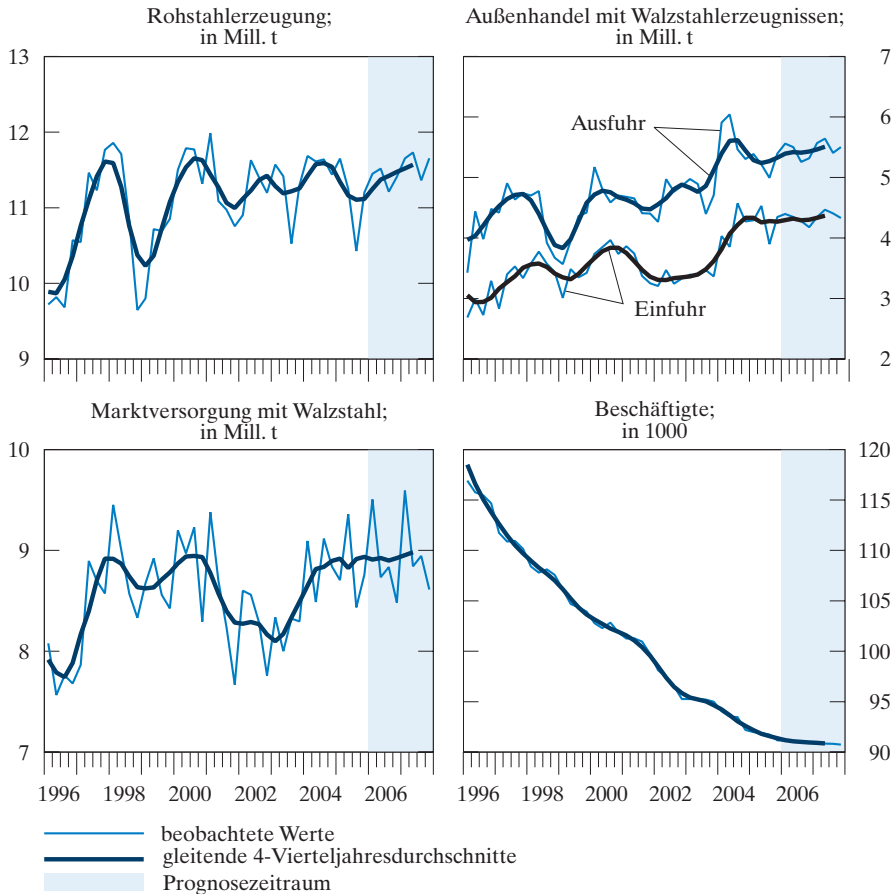 Rohstahlerzeugung;
in Mill. t
13
12
11
10
9
Außenhandel mit Walzstahlerzeugnissen;
in Mill. t
7
6
5
4
3
2
Ausfuhr
Einfuhr
Marktversorgung mit Walzstahl;
in Mill. t
10
9
8
7
1996 1998 2000 2002 2004 2006
Beschäftigte;
in 1000
120
115
110
105
100
95
90
1996 1998 2000 2002 2004 2006
beobachtete Werte
gleitende 4-Vierteljahresdurchschnitte
Prognosezeitraum